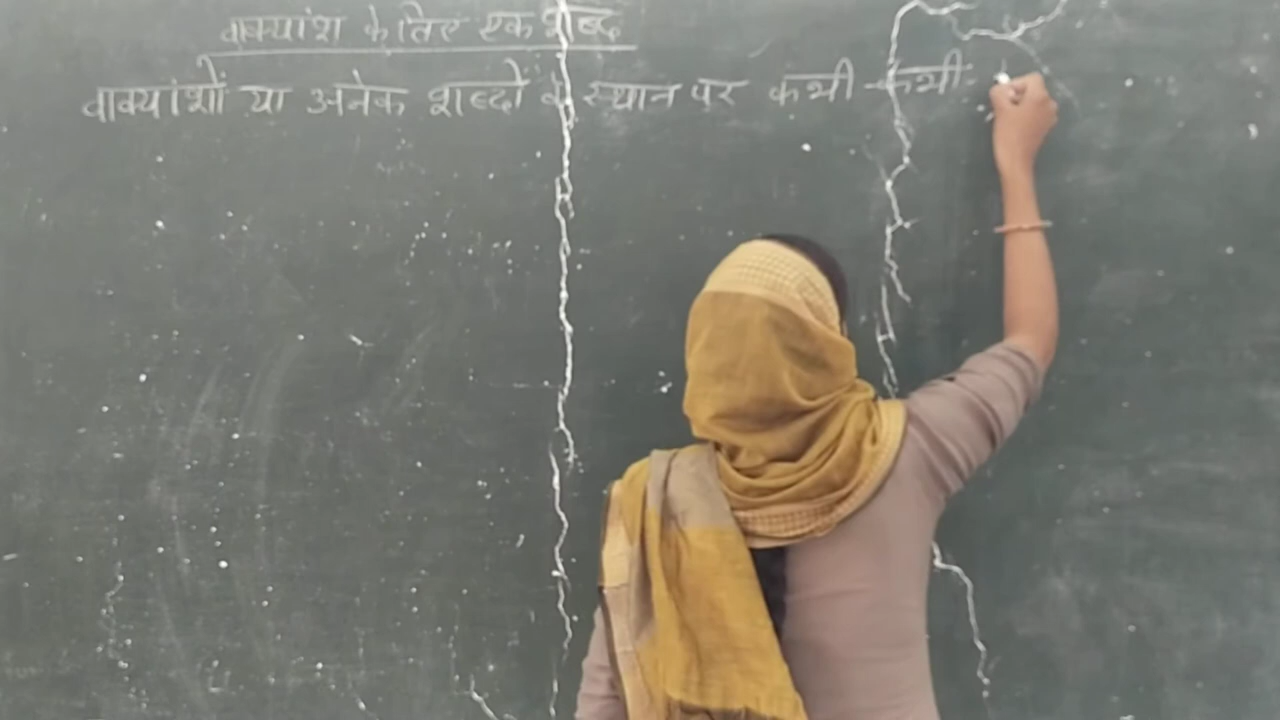 वाक्यांश के लिए एक शब्द
वाक्यांशों या अनेक शब्दों के स्थान पर कभी-कभी